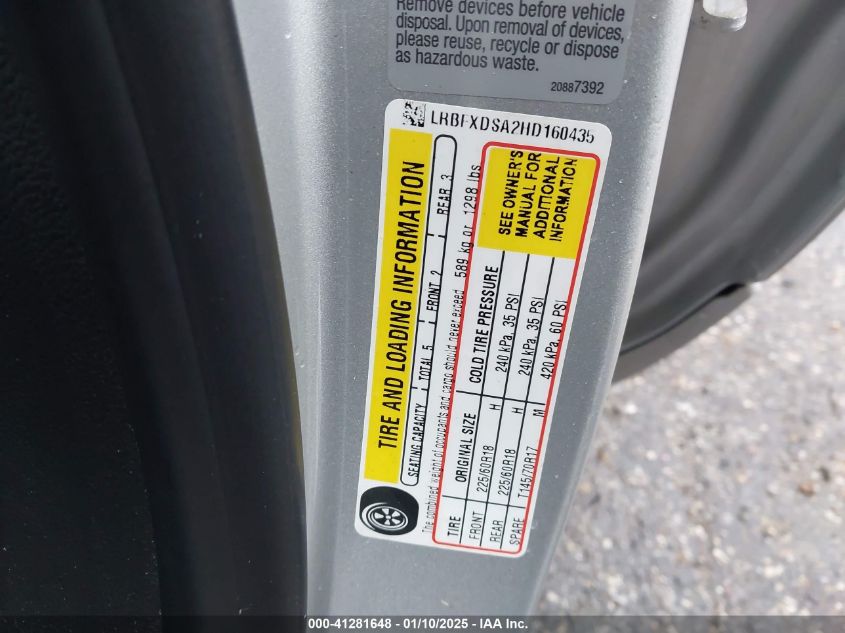 Remove devices before vehicle
disposal. Upon removal of devices,
please reuse, recycle or dispose
as hazardous waste.
20887392
LRBFXDSA2HD160435
TIRE AND LOADING INFORMATION
SEATING CAPACITY TOTAL 5 FRONT 2 REAR 3
The combined weight of occupants and cargo should never exceed 589 kg or 1298 lbs
TIRE ORIGINAL SIZE COLD TIRE PRESSURE
FRONT 225/60R18 H 240 kPa, 35 PSI
REAR 225/60R18 H 240 kPa, 35 PSI
SPARE T145/70R17 M 420 kPa, 60 PSI
SEE OWNER'S
MANUAL FOR
ADDITIONAL
INFORMATION
000-41281648 - 01/10/2025 - IAA Inc.